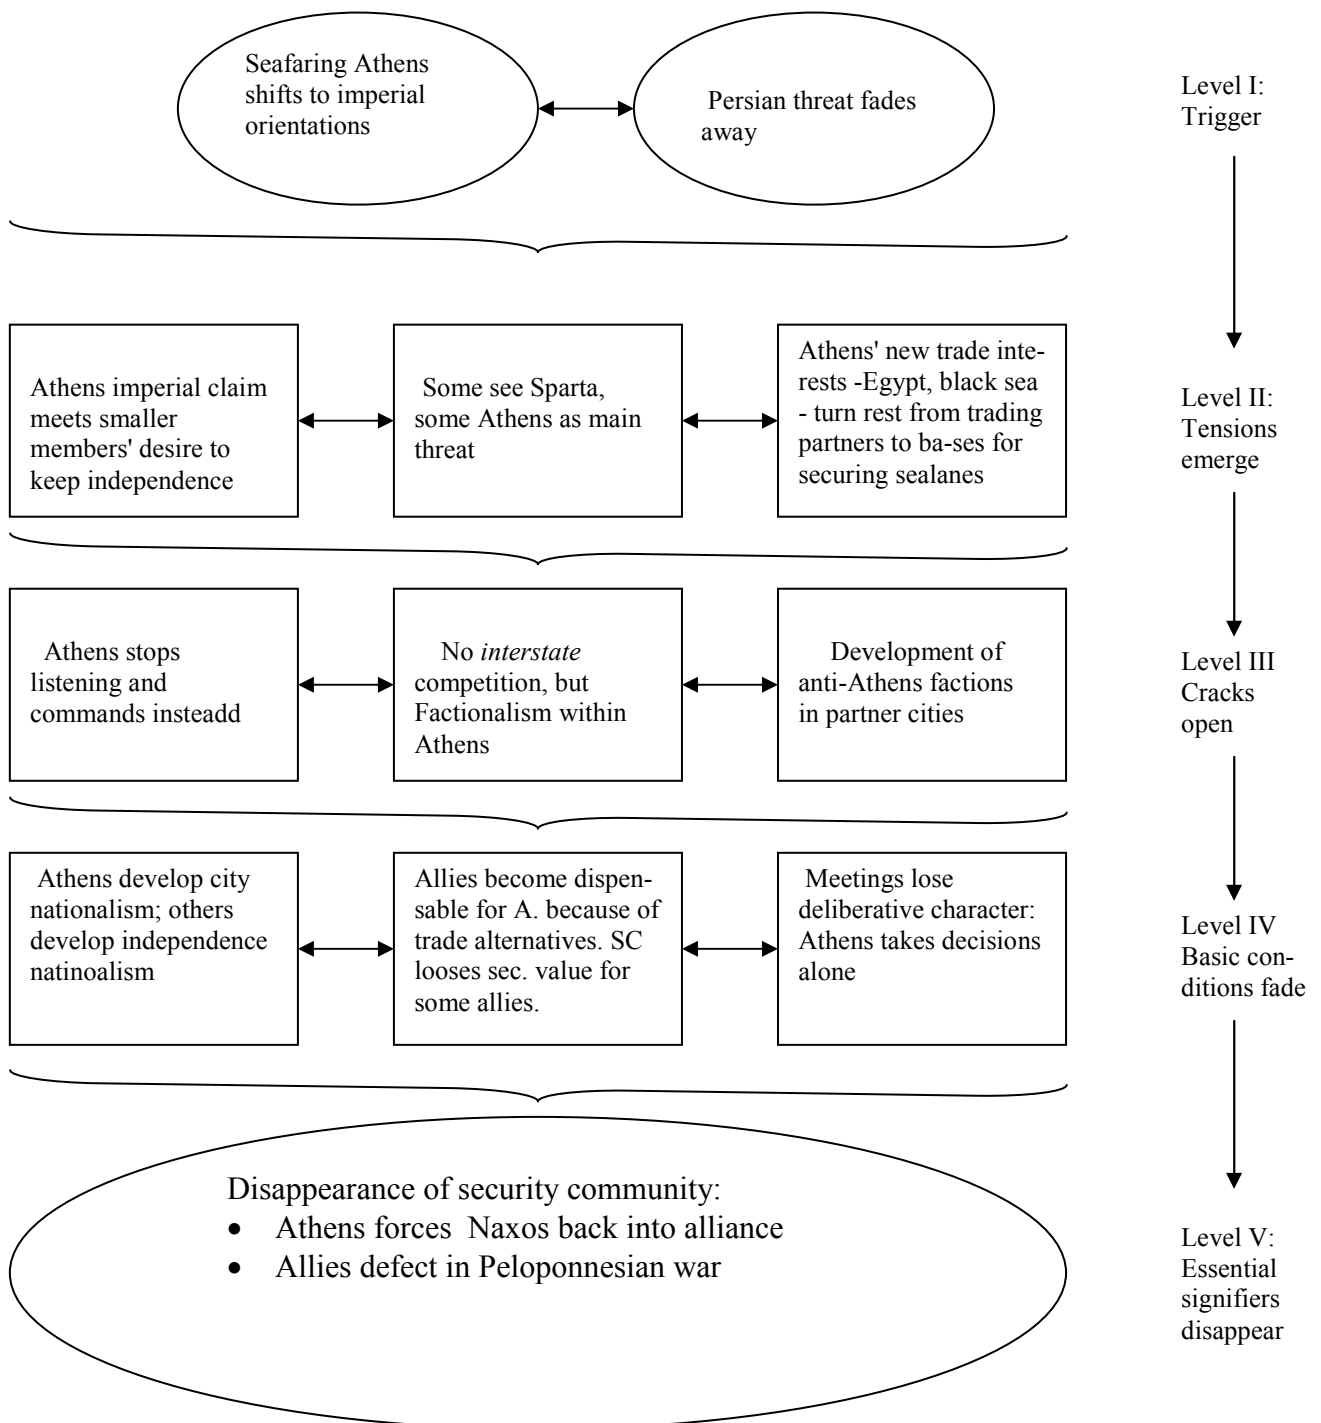 Seafaring Athens
shifts to imperial
orientations
Persian threat fades
away
Level I:
Trigger
Athens imperial claim
meets smaller
members' desire to
keep independence
Some see Sparta,
some Athens as main
threat
Athens' new trade inte-
rests -Egypt, black sea
- turn rest from trading
partners to ba-ses for
securing sealanes
Level II:
Tensions
emerge
Athens stops
listening and
commands insteadd
No interstate
competition, but
Factionalism within
Athens
Development of
anti-Athens factions
in partner cities
Level III
Cracks
open
Athens develop city
nationalism; others
develop independence
natinoalism
Allies become dispen-
sable for A. because of
trade alternatives. SC
looses sec. value for
some allies.
Meetings lose
deliberative character:
Athens takes decisions
alone
Level IV
Basic con-
ditions fade
Disappearance of security community:
• Athens forces Naxos back into alliance
• Allies defect in Peloponnesian war
Level V:
Essential
signifiers
disappear